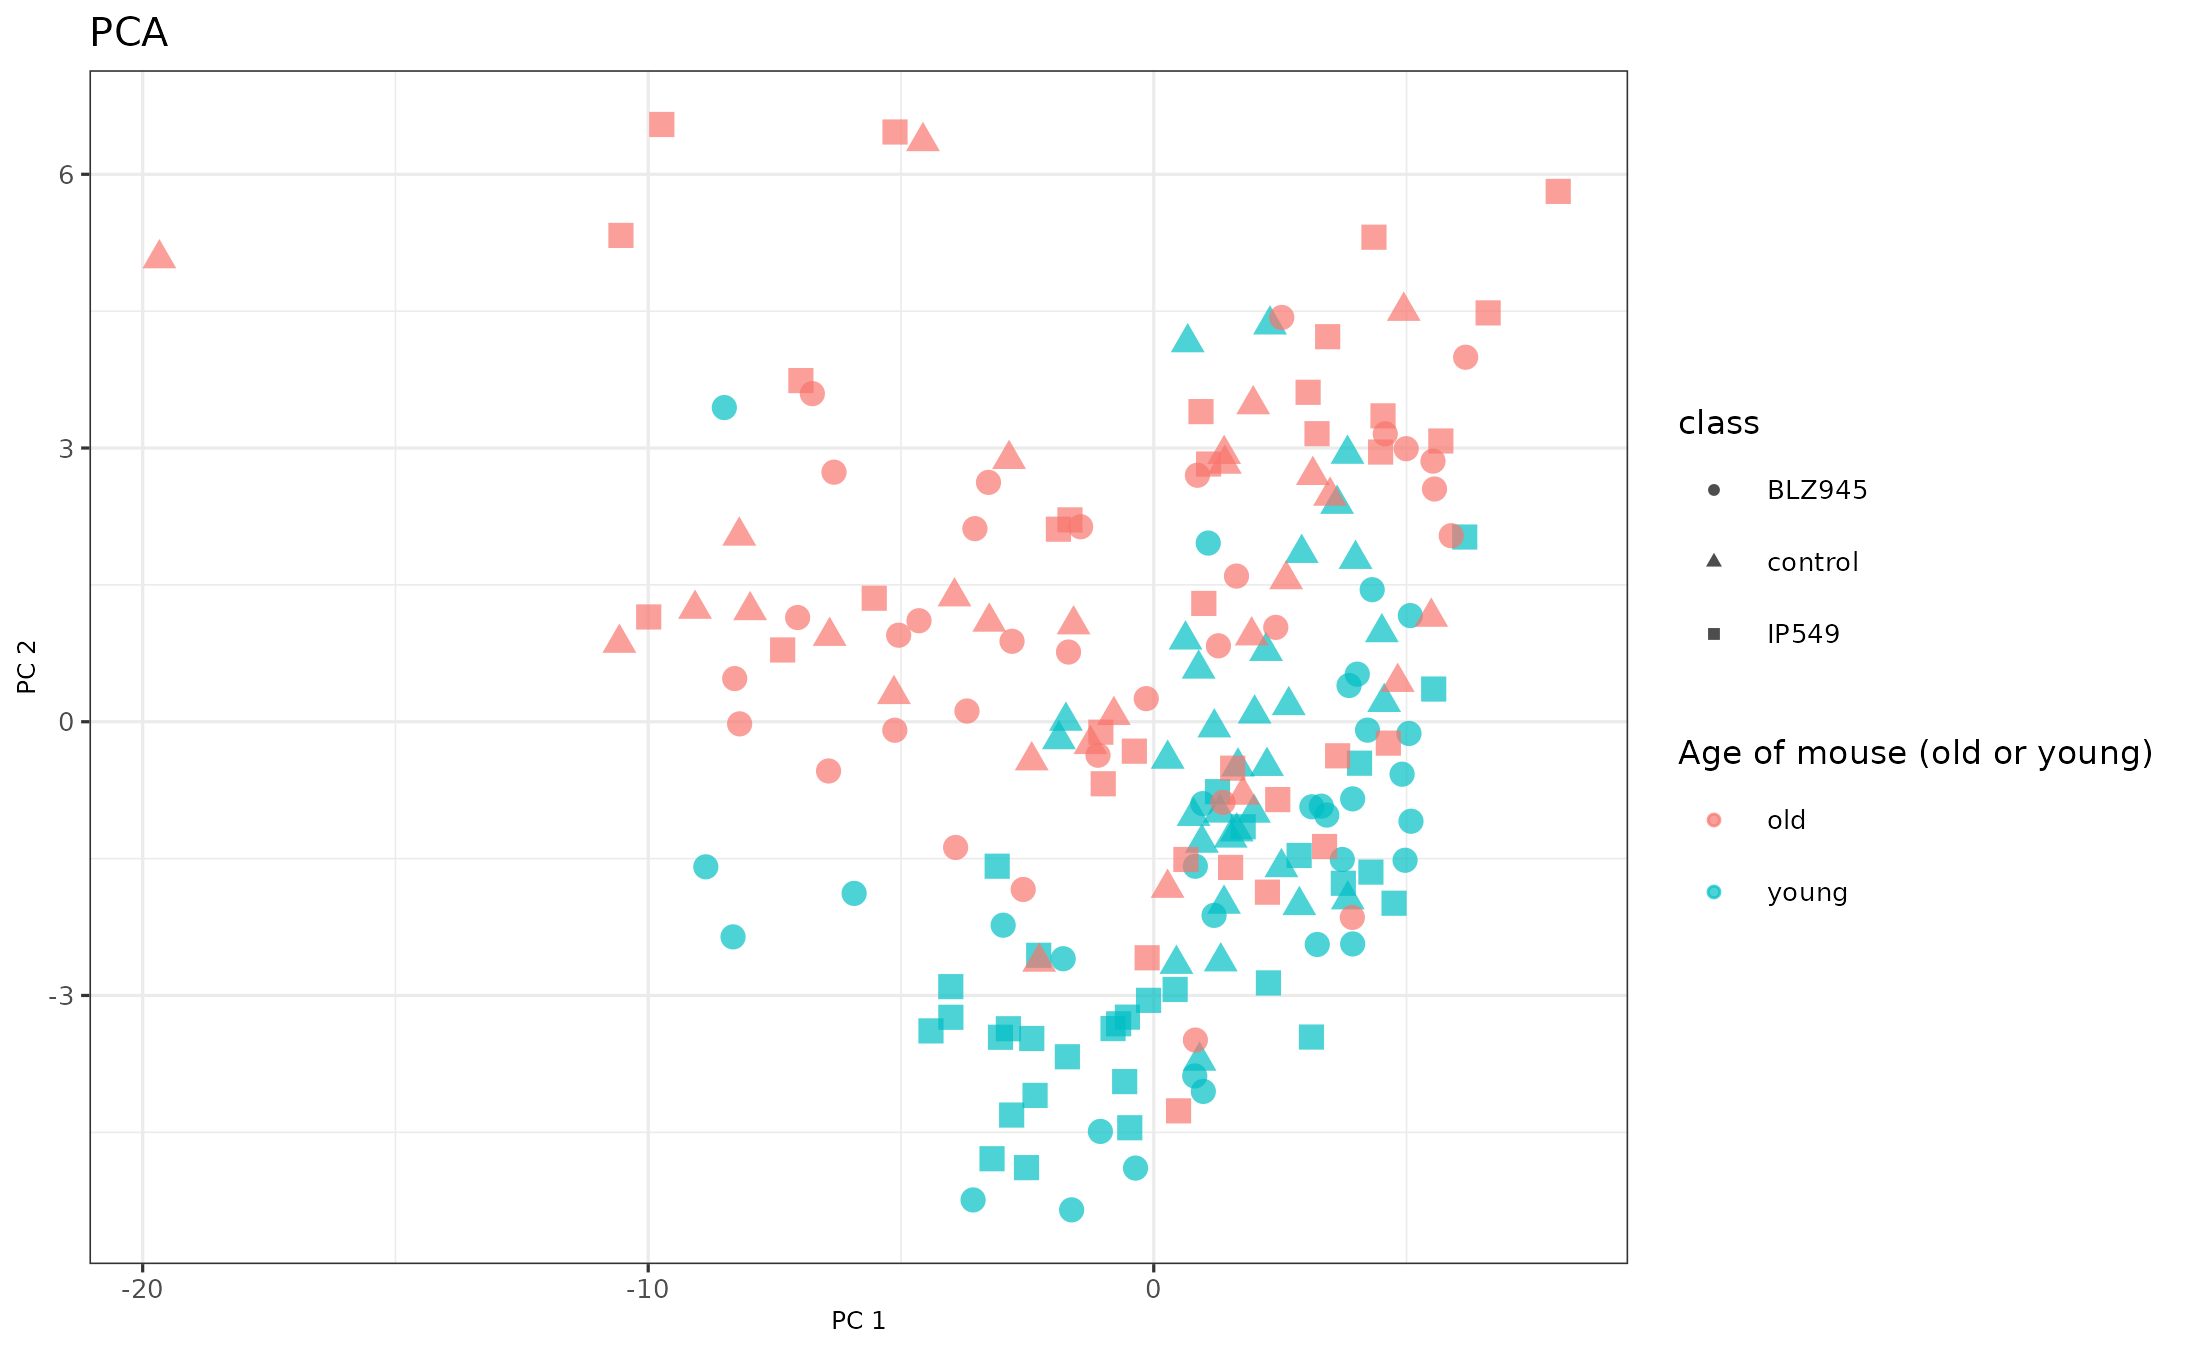 PCA
6
3
0
-3
PC 2
-20
-10
0
PC 1
class
BLZ945
control
IP549
Age of mouse (old or young)
old
young